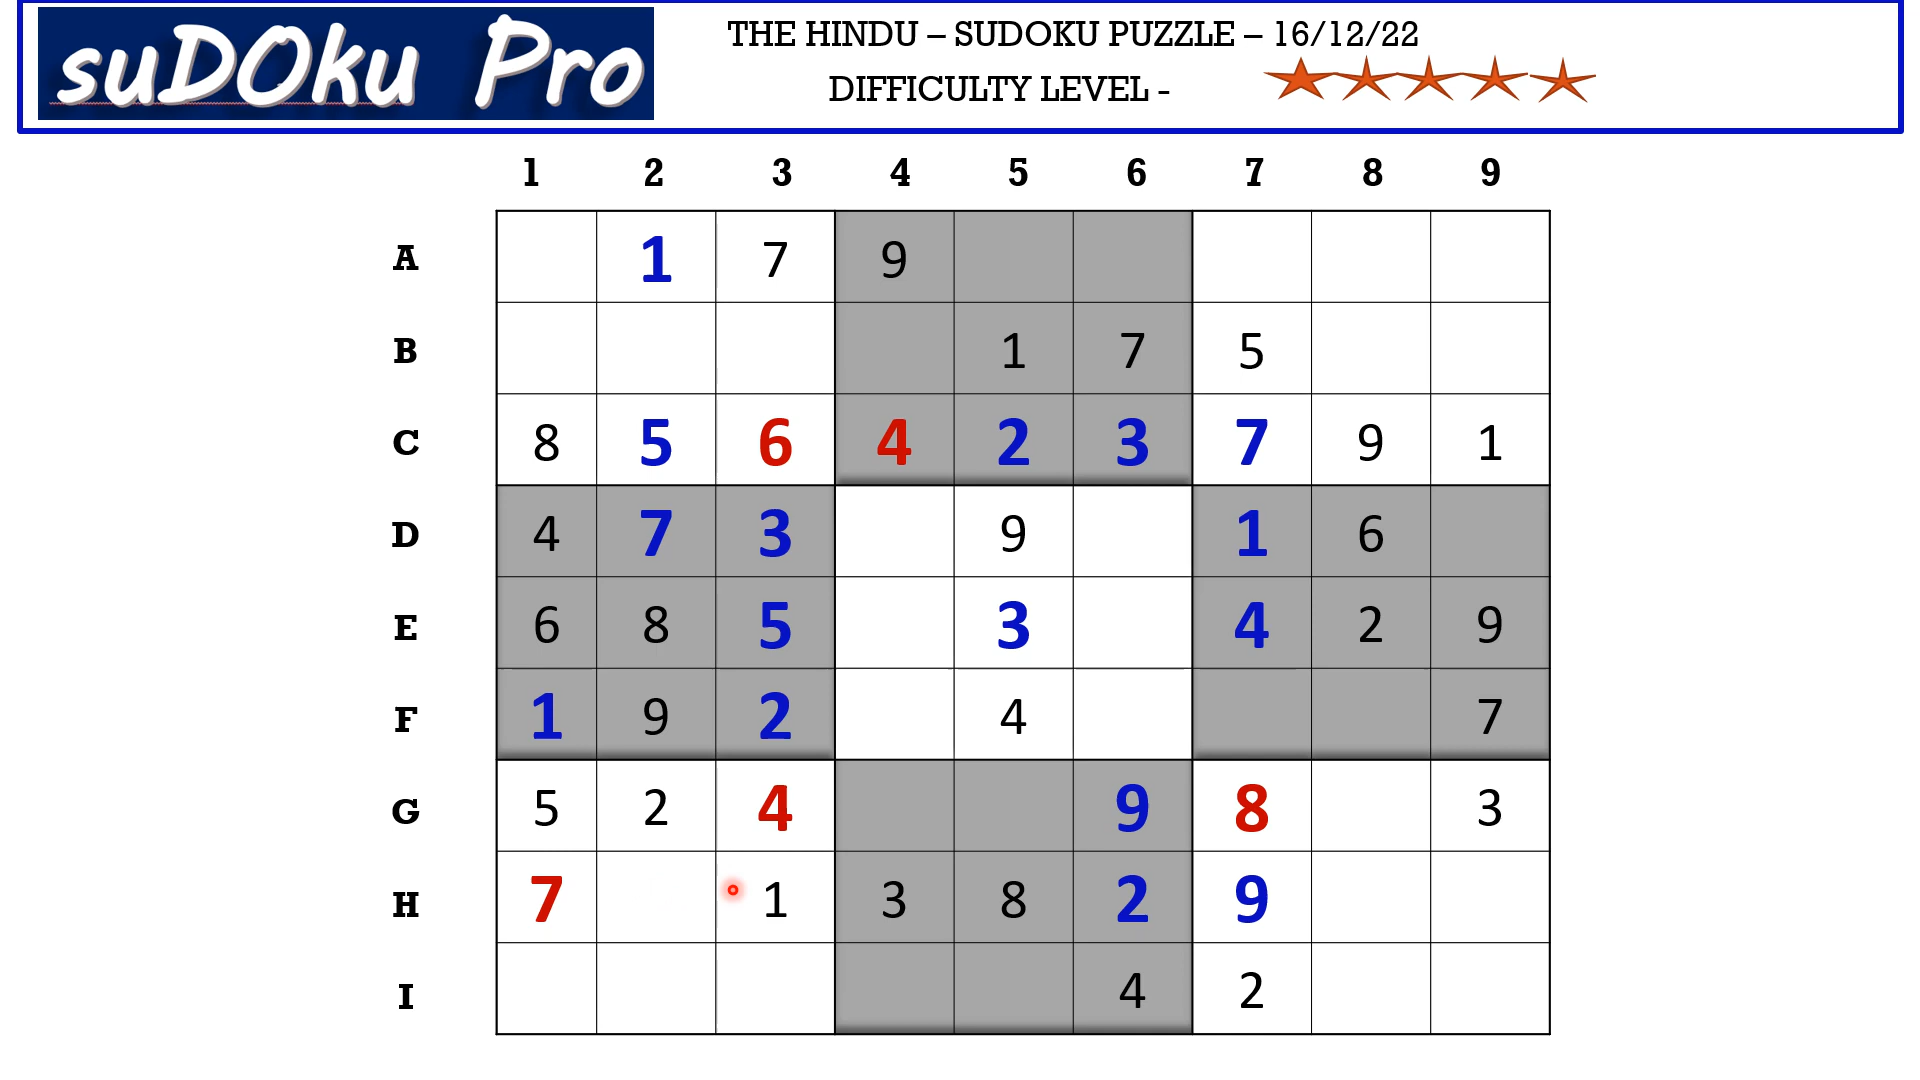 suDOku Pro
THE HINDU – SUDOKU PUZZLE – 16/12/22
DIFFICULTY LEVEL -
1 2 3 4 5 6 7 8 9
A 1 7 9
B 1 7 5
C 8 5 6 4 2 3 7 9 1
D 4 7 3 9 1 6
E 6 8 5 3 4 2 9
F 1 9 2 4 7
G 5 2 4 9 8 3
H 7 1 3 8 2 9
I 4 2